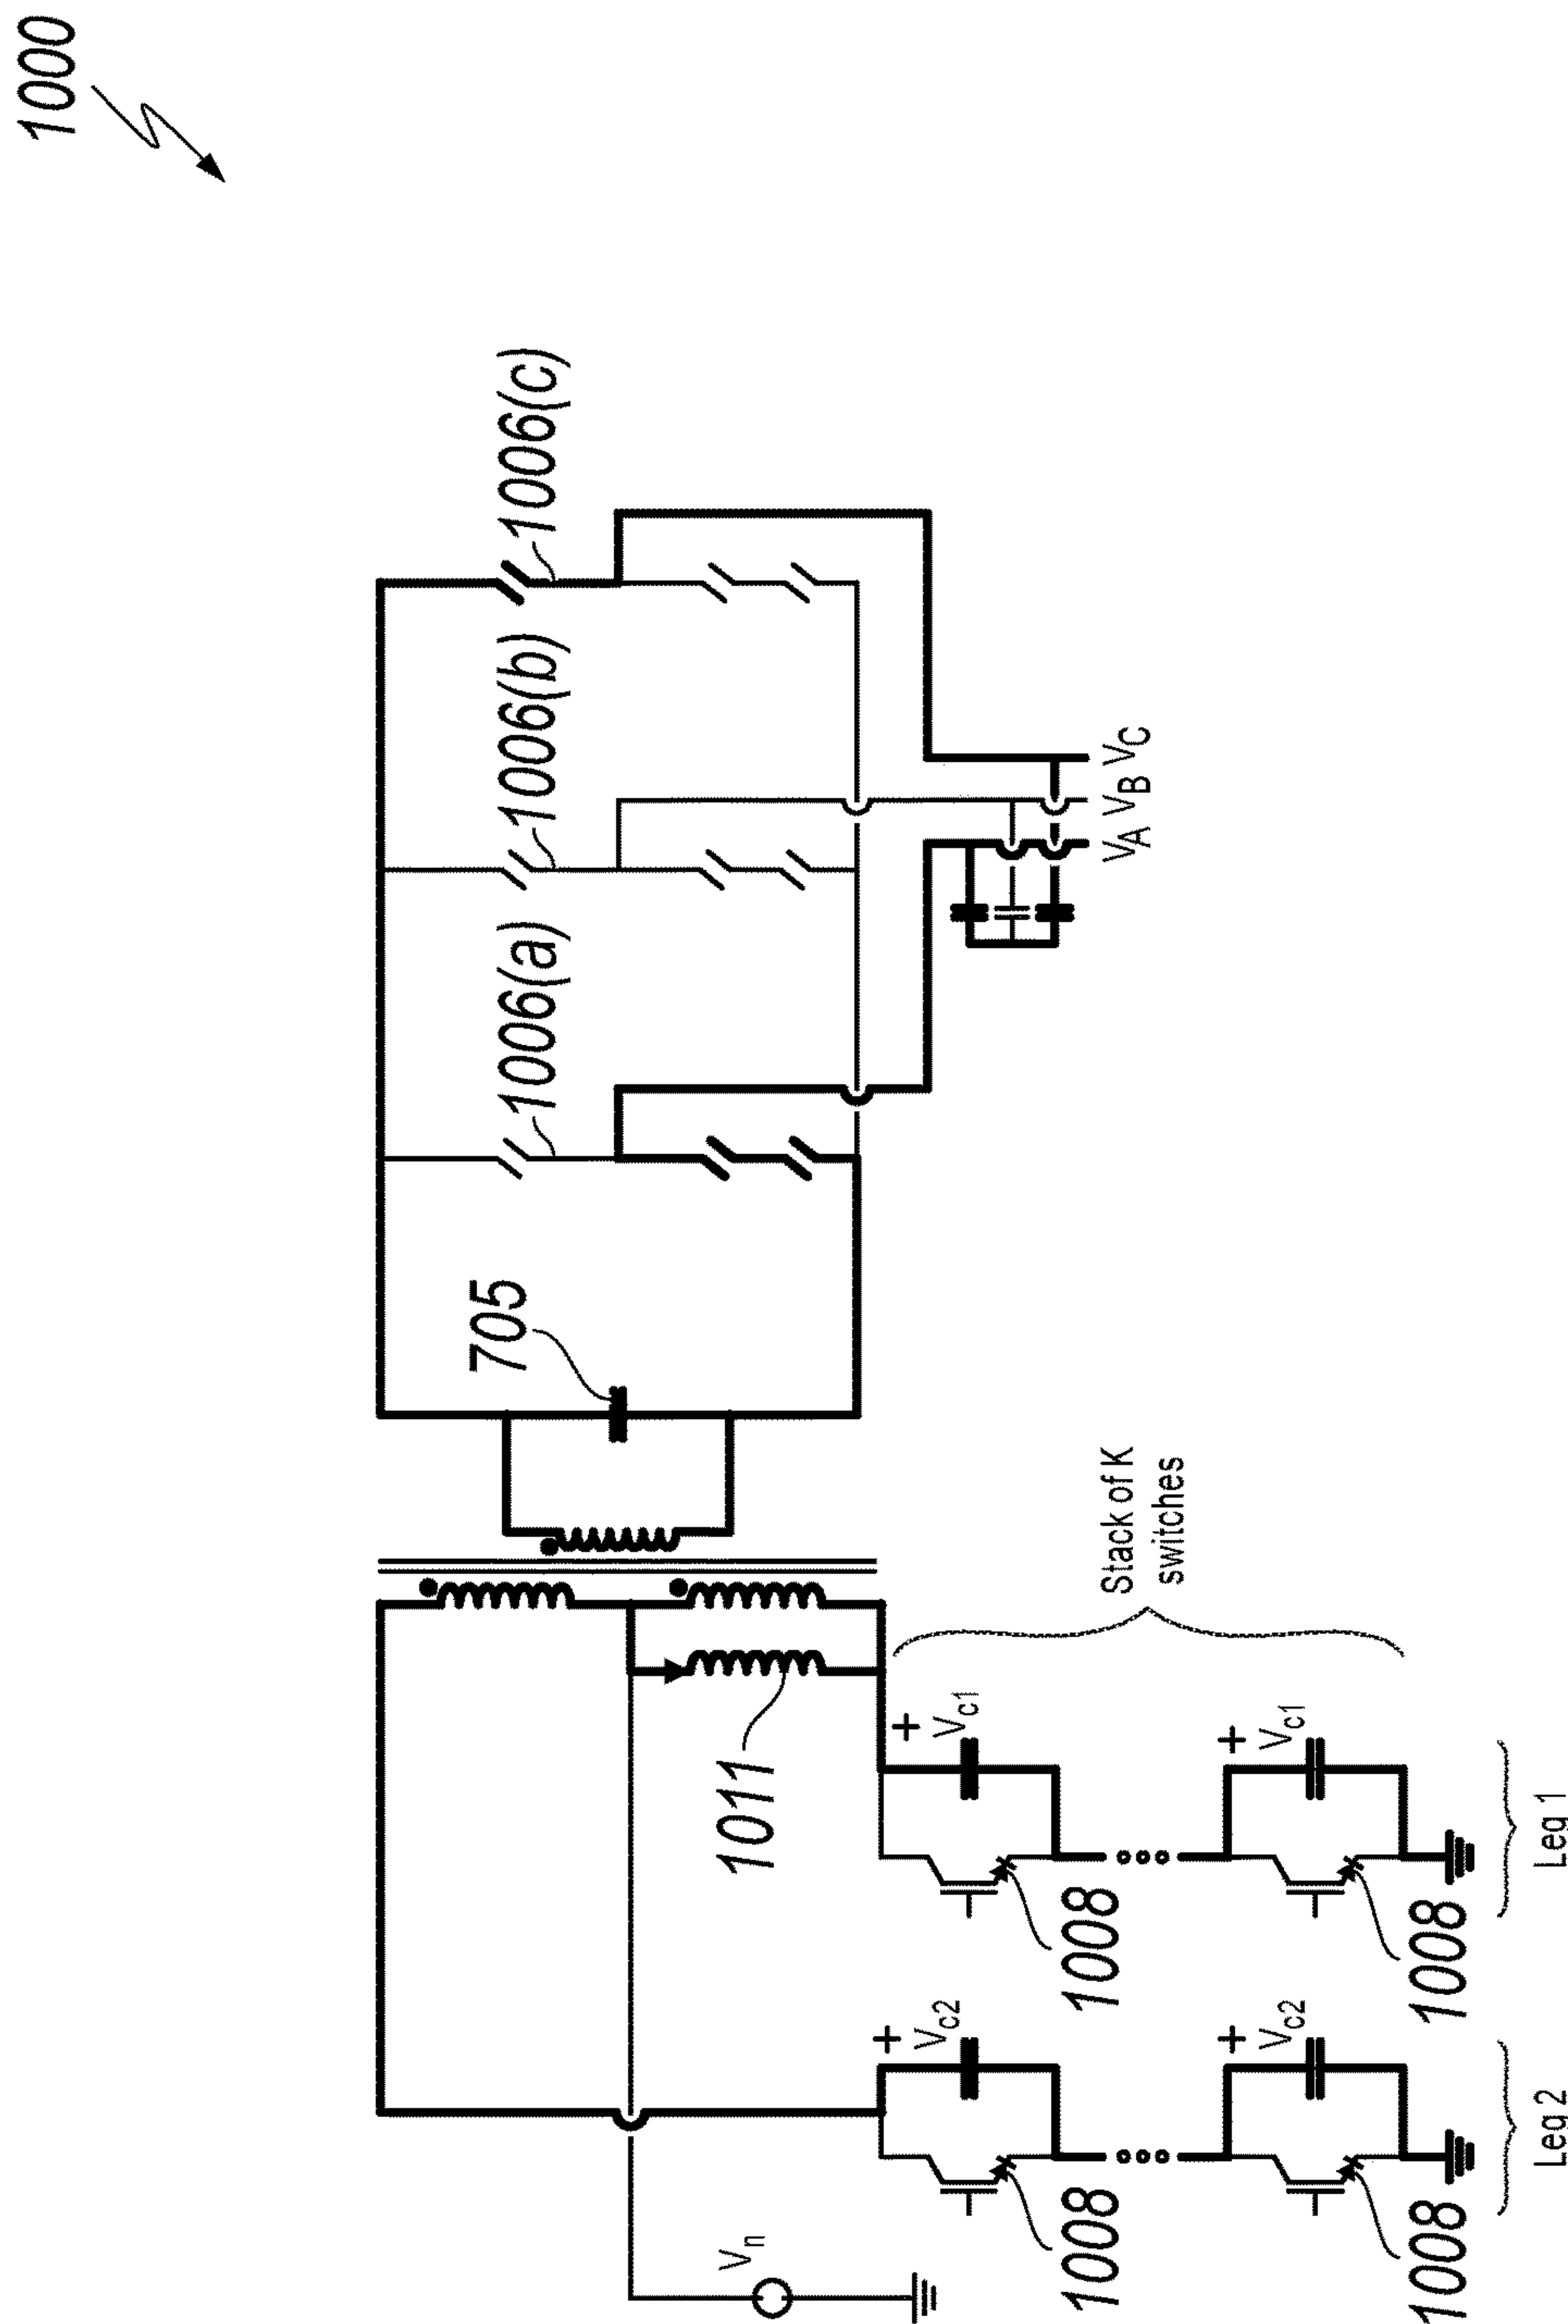 1000
1006(a)
1006(b)
1006(c)
705
1011
Vn
VA
VB
VC
Stack of K
switches
+
Vc2
+
Vc1
+
Vc2
+
Vc1
1008
1008
1008
1008
Leg 2
Leg 1